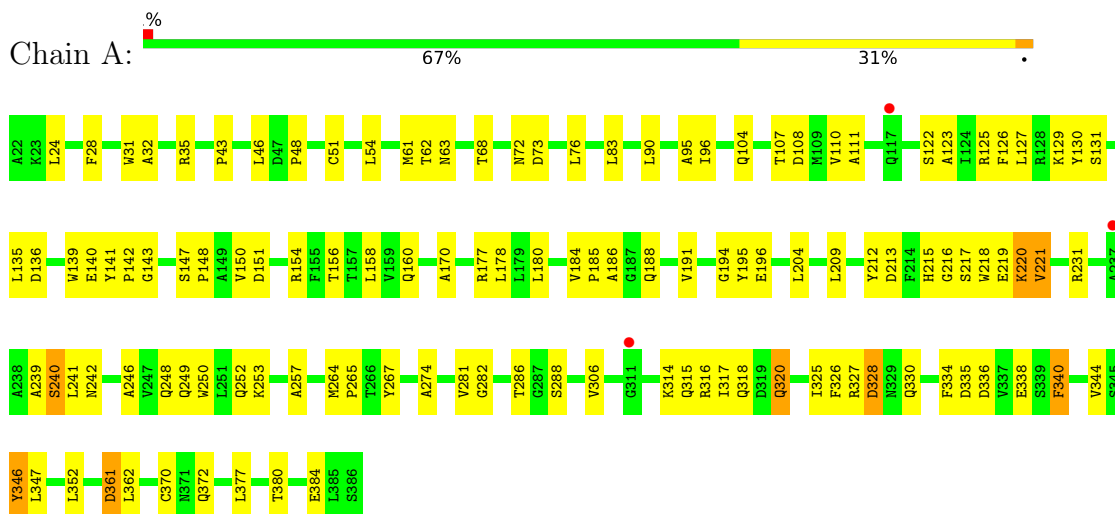 .%
Chain A: 67% 31% •
A22 K23 L24 F28 W31 A32 R35 P43 L46 D47 P48 C51 L54 M61 T62 N63 T68 N72 D73 L76 L83 L90 A95 I96 Q104 T107 D108 M109 V110 A111 Q117 S122 A123 I124 R125 F126 L127 R128 K129 Y130 S131
L135 D136 W139 E140 Y141 P142 G143 S147 P148 A149 V150 D151 R154 F155 T156 T157 L158 V159 Q160 A170 R177 L178 L179 L180 V184 P185 A186 G187 Q188 V191 G194 Y195 E196 L204 L209 Y212 D213 F214 H215 G216 S217 W218 E219 K220 V221 R231 A237
A238 A239 S240 L241 N242 A246 V247 Q248 Q249 W250 L251 Q252 K253 A257 M264 P265 T266 Y267 A274 V281 G282 T286 G287 S288 V306 G311 K314 Q315 R316 I317 Q318 D319 Q320 I325 F326 R327 D328 N329 Q330 F334 D335 D336 V337 E338 S339 F340 V344 S345
Y346 L347 L352 D361 L362 C370 N371 Q372 L377 T380 E384 L385 S386